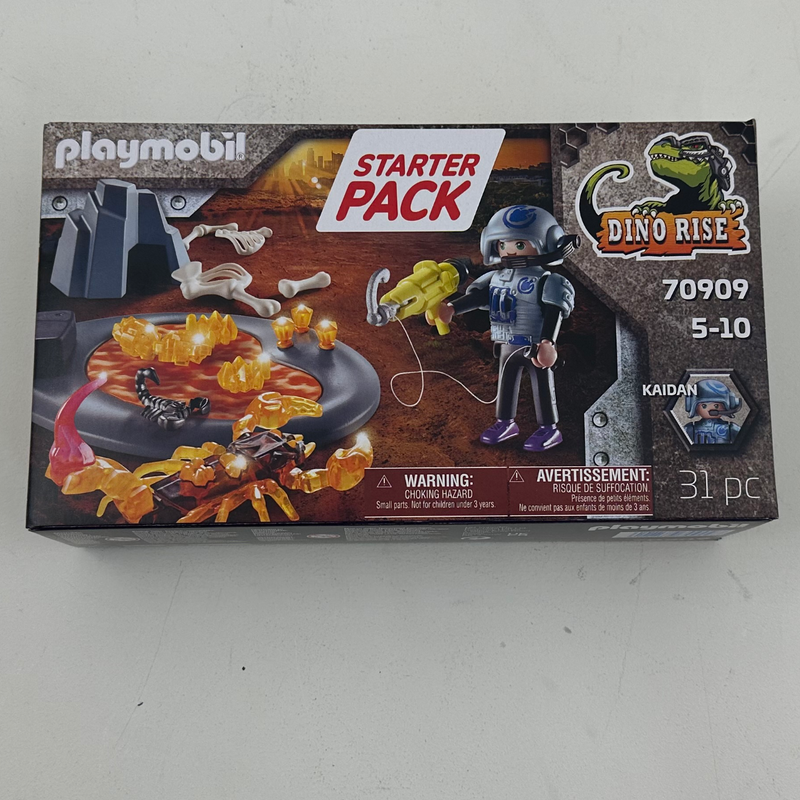 playmobil
STARTER
PACK
DINO RISE
70909
5-10
KAIDAN
31 pc
WARNING:
CHOKING HAZARD
Small parts. Not for children under 3 years.
AVERTISSEMENT:
RISQUE DE SUFFOCATION.
Présence de petits éléments.
Ne convient pas aux enfants de moins de 3 ans
playmobil